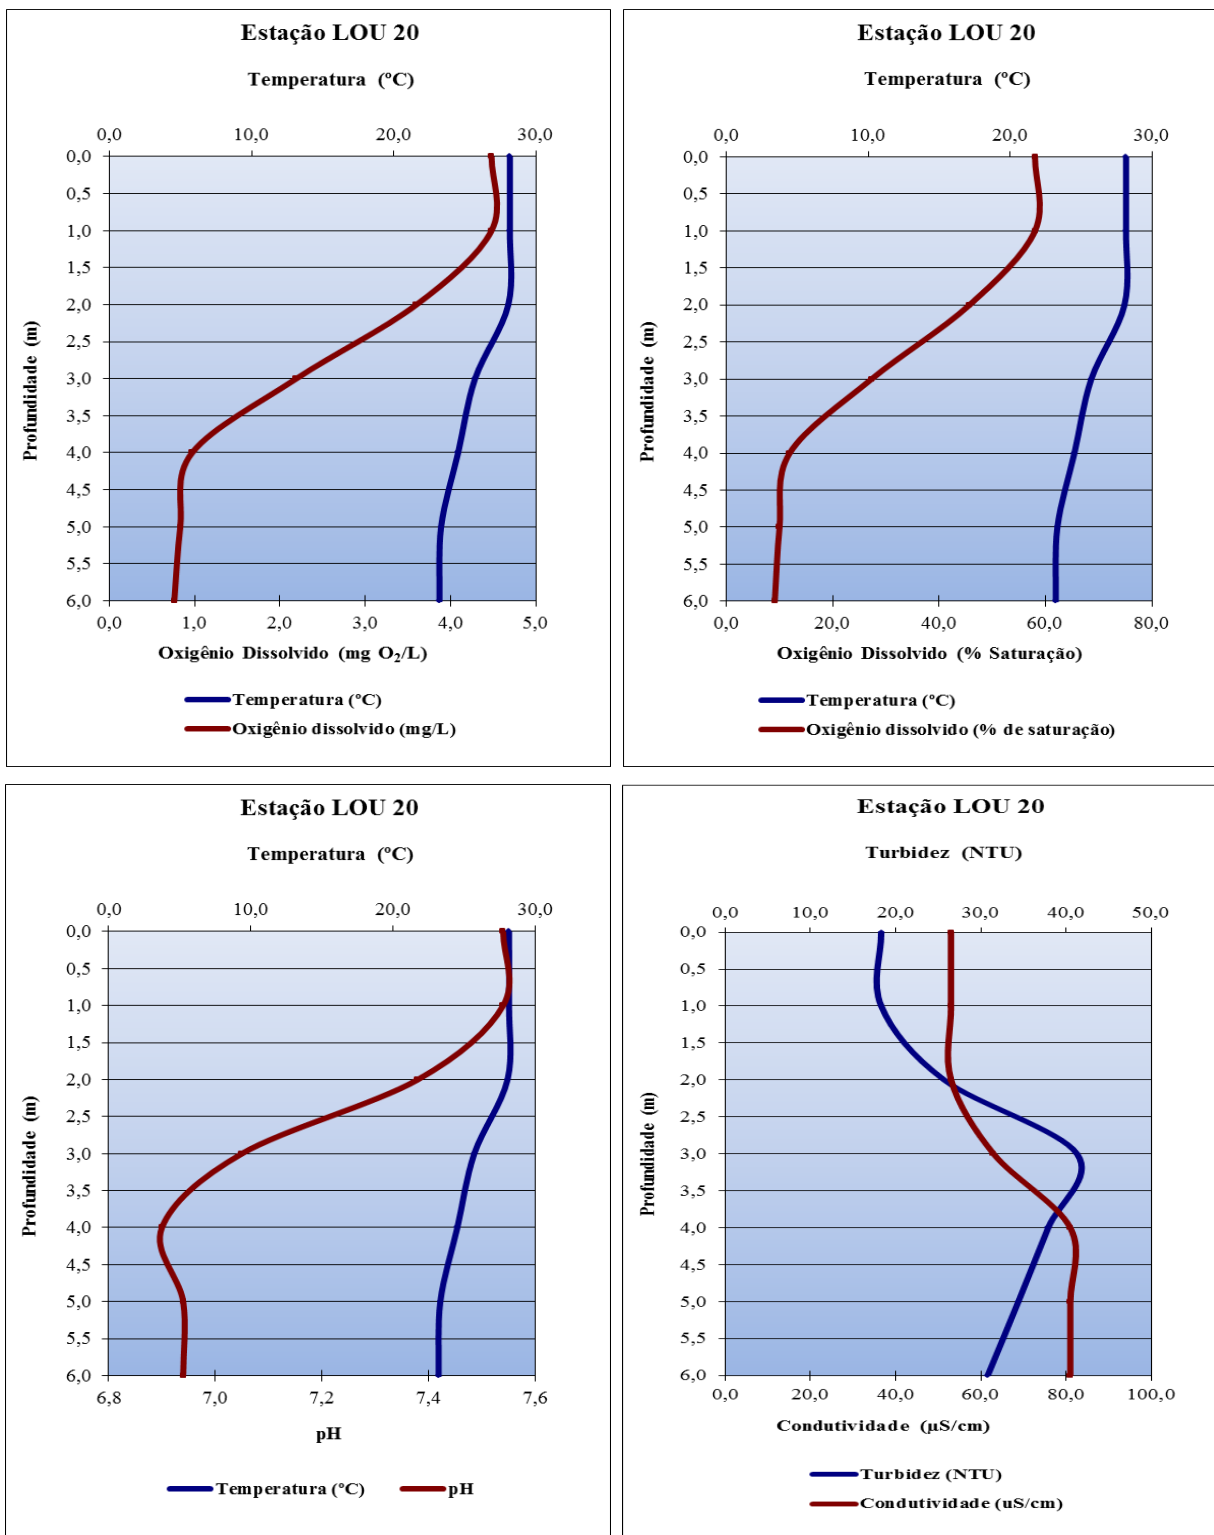 Estação LOU 20
Temperatura (ºC)
0,0 10,0 20,0 30,0
0,0
0,5
1,0
1,5
2,0
2,5
3,0
3,5
4,0
4,5
5,0
5,5
6,0
Profundidade (m)
0,0 1,0 2,0 3,0 4,0 5,0
Oxigênio Dissolvido (mg O₂/L)
Temperatura (ºC)
Oxigênio dissolvido (mg/L)
Estação LOU 20
Temperatura (ºC)
0,0 10,0 20,0 30,0
0,0
0,5
1,0
1,5
2,0
2,5
3,0
3,5
4,0
4,5
5,0
5,5
6,0
Profundidade (m)
0,0 20,0 40,0 60,0 80,0
Oxigênio Dissolvido (% Saturação)
Temperatura (ºC)
Oxigênio dissolvido (% de saturação)
Estação LOU 20
Temperatura (ºC)
0,0 10,0 20,0 30,0
0,0
0,5
1,0
1,5
2,0
2,5
3,0
3,5
4,0
4,5
5,0
5,5
6,0
Profundidade (m)
6,8 7,0 7,2 7,4 7,6
pH
Temperatura (ºC) pH
Estação LOU 20
Turbidez (NTU)
0,0 10,0 20,0 30,0 40,0 50,0
0,0
0,5
1,0
1,5
2,0
2,5
3,0
3,5
4,0
4,5
5,0
5,5
6,0
Profundidade (m)
0,0 20,0 40,0 60,0 80,0 100,0
Condutividade (µS/cm)
Turbidez (NTU)
Condutividade (uS/cm)